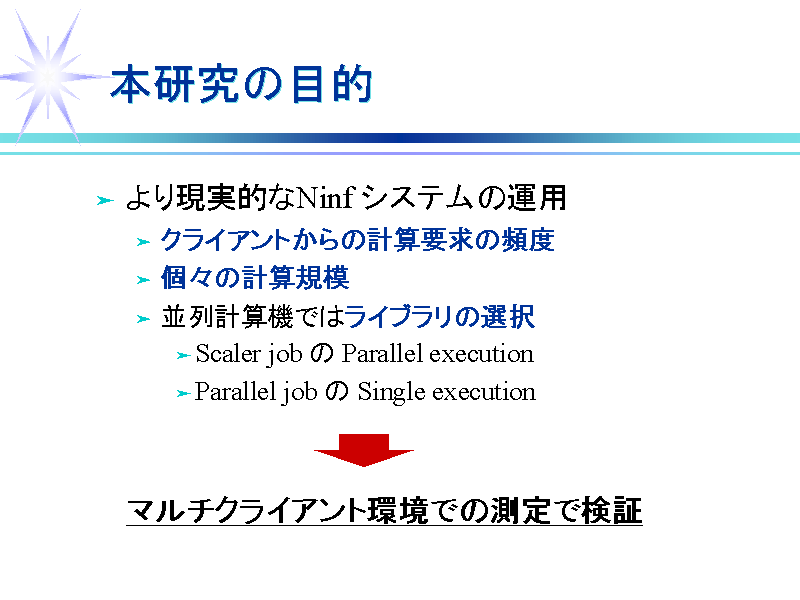 本研究の目的
より現実的なNinf システムの運用
クライアントからの計算要求の頻度
個々の計算規模
並列計算機ではライブラリの選択
Scaler job の Parallel execution
Parallel job の Single execution
マルチクライアント環境での測定で検証